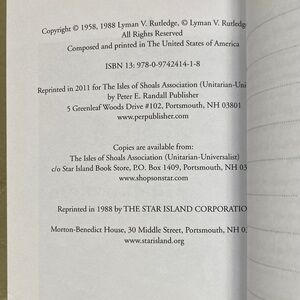 Copyright © 1958, 1988 Lyman V. Rutledge, © Lyman V. Rutledge
All Rights Reserved
Composed and printed in The United States of America
ISBN 13: 978-0-9742414-1-8
Reprinted in 2011 for The Isles of Shoals Association (Unitarian-Uni
by Peter E. Randall Publisher
5 Greenleaf Woods Drive #102, Portsmouth, NH 03801
www.perpublisher.com
Copies are available from:
The Isles of Shoals Association (Unitarian-Universalist)
c/o Star Island Book Store, P.O. Box 1409, Portsmouth, NH 03
www.shopsonstar.com
Reprinted in 1988 by THE STAR ISLAND CORPORATIO
Morton-Benedict House, 30 Middle Street, Portsmouth, NH 03
www.starisland.org